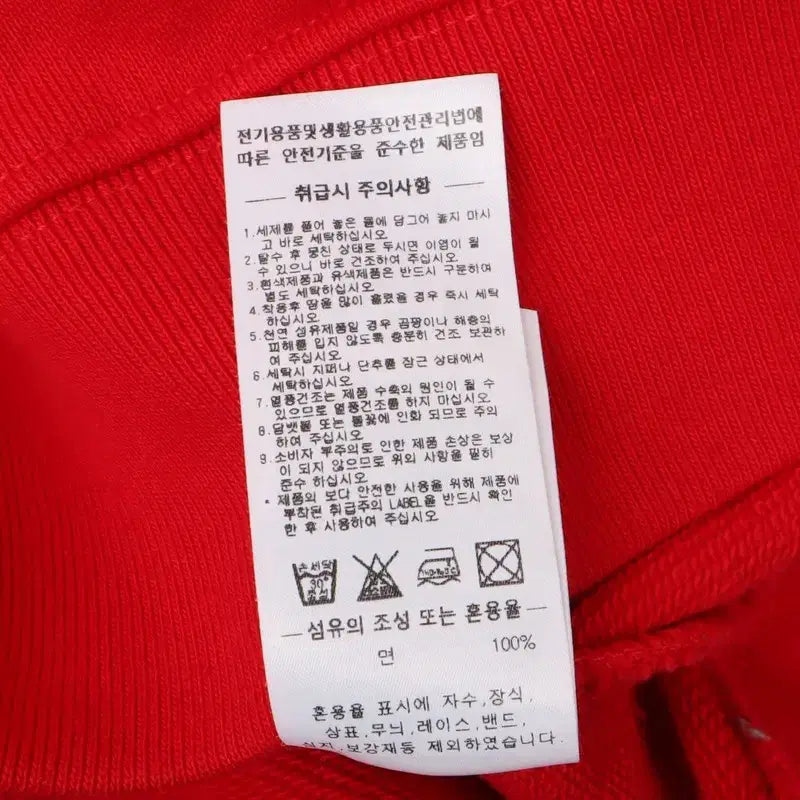 전기용품및생활용품안전관리법에
따른 안전기준을 준수한 제품임
취급시 주의사항
1.세제를 풀어 놓은 물에 담그어 놓지 마시
고 바로 세탁하십시오.
2.탈수 후 뭉친 상태로 두시면 이염이 될
수 있으니 바로 건조하여 주십시오.
3.흰색제품과 유색제품은 반드시 구분하여
별도 세탁하십시오.
4.착용후 땀을 많이 흘렸을 경우 즉시 세탁
하십시오.
5.천연 섬유제품일 경우 곰팡이나 해충의
피해를 입지 않도록 충분히 건조 보관하
여 주십시오.
6.세탁시 지퍼나 단추를 잠근 상태에서
세탁하십시오.
7.열풍건조는 제품 수축의 원인이 될 수
있으므로 열풍건조를 하지 마십시오.
8.담뱃불 또는 불꽃에 인화 되므로 주의
하여 주십시오.
9.소비자 부주의로 인한 제품 손상은 보상
이 되지 않으므로 위의 사항을 필히
준수 하십시오.
* 제품의 보다 안전한 사용을 위해 제품에
부착된 취급주의 LABEL을 반드시 확인
한 후 사용하여 주십시오.
손세탁
30°
중성
섬유의 조성 또는 혼용율
면 100%
혼용율 표시에 자수,장식,
상표,무늬,레이스,밴드,
심지,보강재등 제외하였습니다.